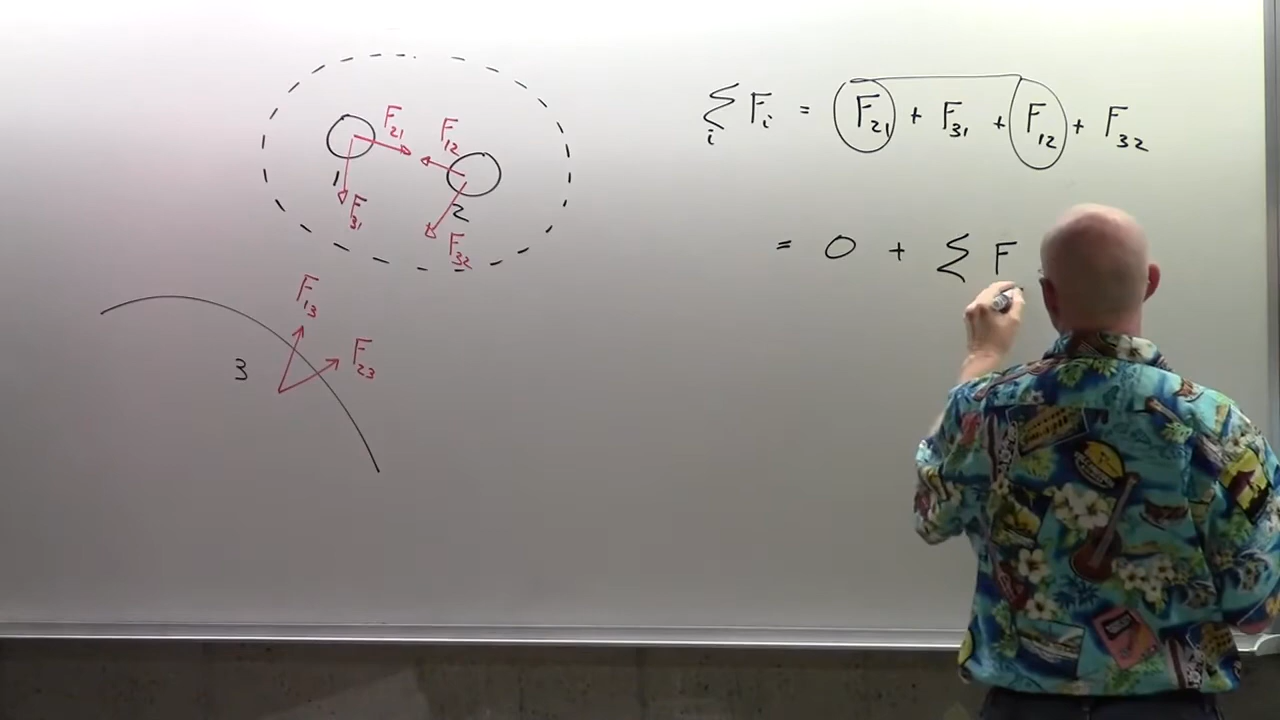 F₂₁
F₁₂
1
F₃₁
2
F₃₂
F₁₃
3
F₂₃
∑ᵢ Fᵢ = F₂₁ + F₃₁ + F₁₂ + F₃₂
= 0 + ∑ F